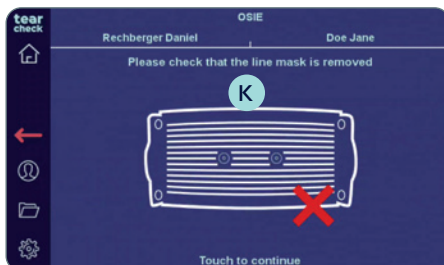 tear
check
OSIE
Rechberger Daniel
Doe Jane
Please check that the line mask is removed
K
Touch to continue